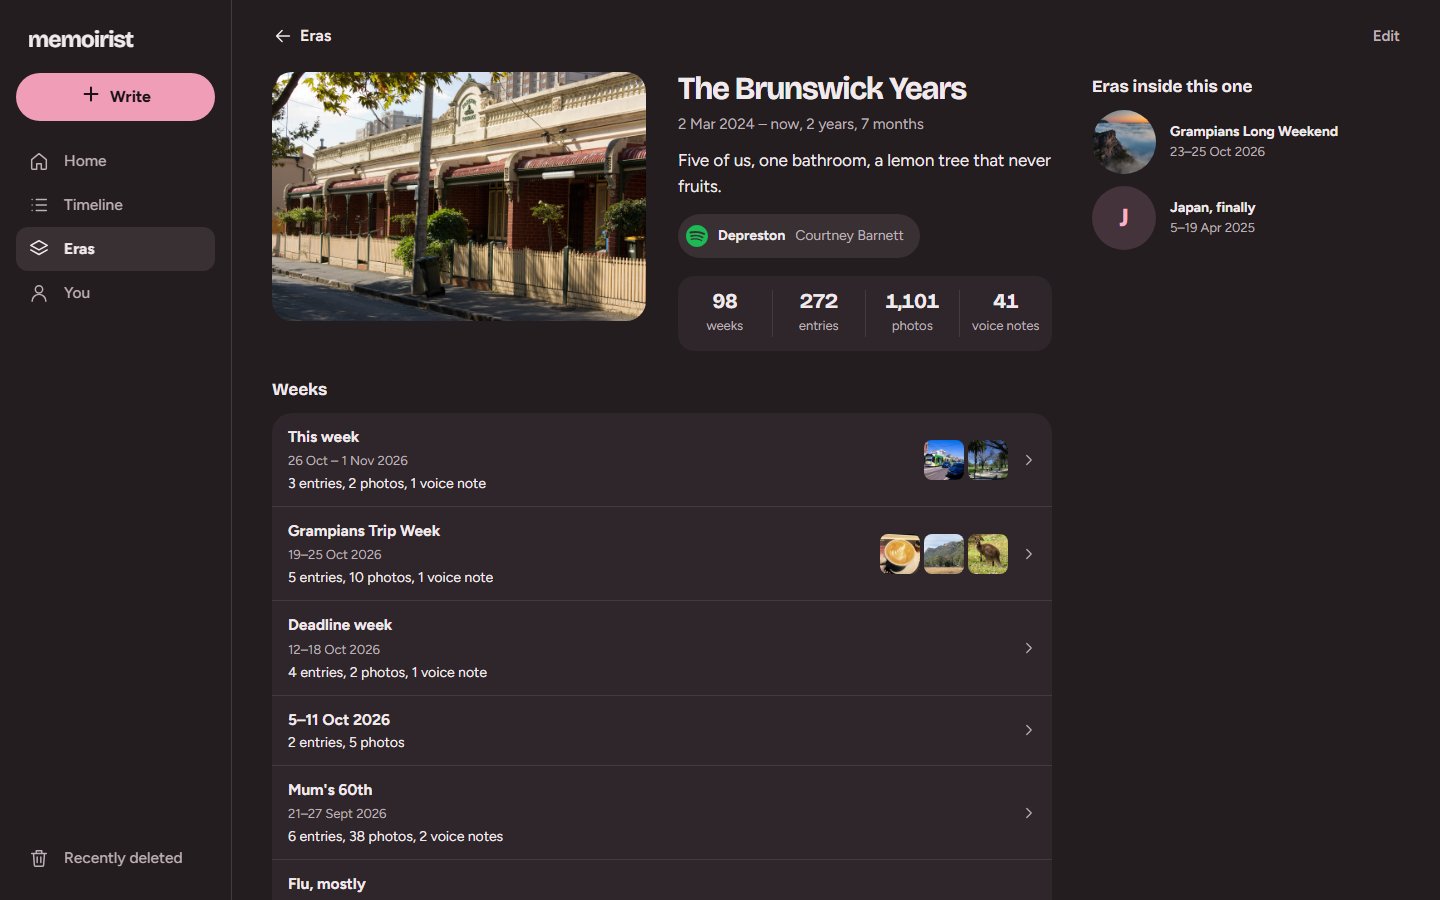 memoirist
Write
Home
Timeline
Eras
You
Recently deleted
Eras
Edit
The Brunswick Years
2 Mar 2024 – now, 2 years, 7 months
Five of us, one bathroom, a lemon tree that never
fruits.
Depreston Courtney Barnett
98 272 1,101 41
weeks entries photos voice notes
Eras inside this one
Grampians Long Weekend
23–25 Oct 2026
J
Japan, finally
5–19 Apr 2025
Weeks
This week
26 Oct – 1 Nov 2026
3 entries, 2 photos, 1 voice note
Grampians Trip Week
19–25 Oct 2026
5 entries, 10 photos, 1 voice note
Deadline week
12–18 Oct 2026
4 entries, 2 photos, 1 voice note
5–11 Oct 2026
2 entries, 5 photos
Mum's 60th
21–27 Sept 2026
6 entries, 38 photos, 2 voice notes
Flu, mostly